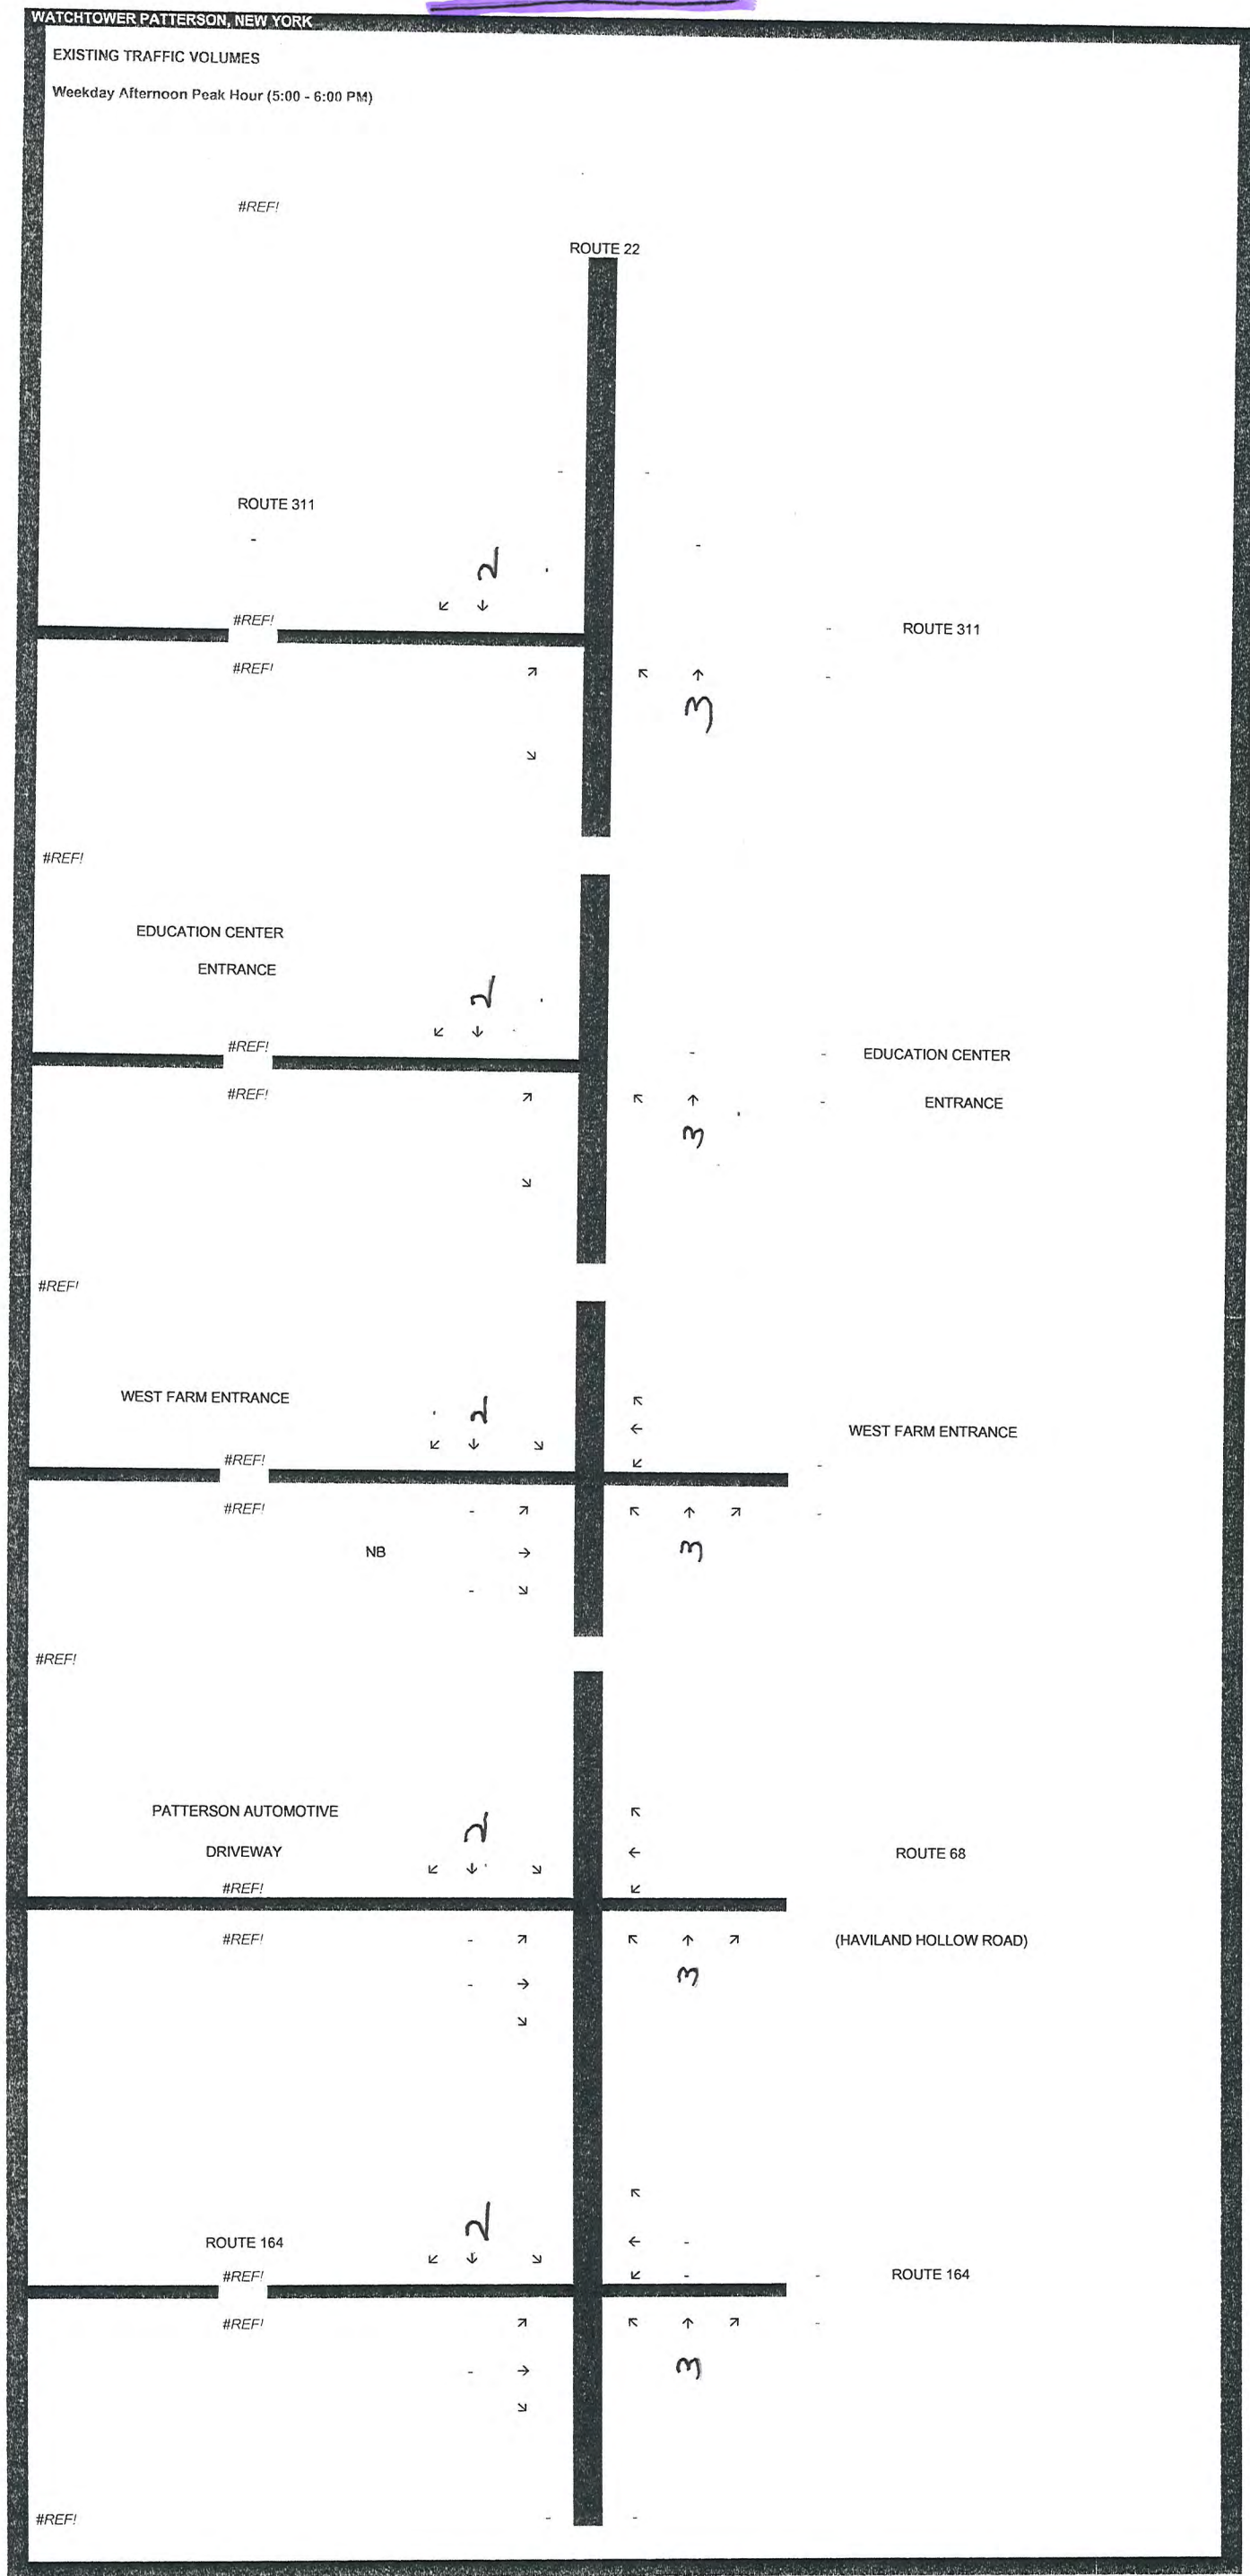 WATCHTOWER PATTERSON, NEW YORK
EXISTING TRAFFIC VOLUMES
Weekday Afternoon Peak Hour (5:00 - 6:00 PM)
#REF!
ROUTE 22
ROUTE 311
-
2
↙ ↓
#REF!
ROUTE 311
#REF! ↗ ↖ ↑
3
↘
#REF!
EDUCATION CENTER
ENTRANCE
2
↙ ↓
#REF!
EDUCATION CENTER
#REF! ↗ ↖ ↑ - ENTRANCE
3
↘
#REF!
WEST FARM ENTRANCE
2
↖
← WEST FARM ENTRANCE
↙ ↓ ↘
#REF! ↙
#REF! - ↗ ↖ ↑ ↗ -
NB →
3
- ↘
#REF!
PATTERSON AUTOMOTIVE ↖
2
DRIVEWAY ← ROUTE 68
↙ ↓ ↘
#REF! ↙
#REF! - ↗ ↖ ↑ ↗ (HAVILAND HOLLOW ROAD)
3
- →
↘
↖
2
ROUTE 164 ← -
↙ ↓ ↘
#REF! ↙ - - ROUTE 164
#REF! ↗ ↖ ↑ ↗ -
3
- →
↘
#REF! - -